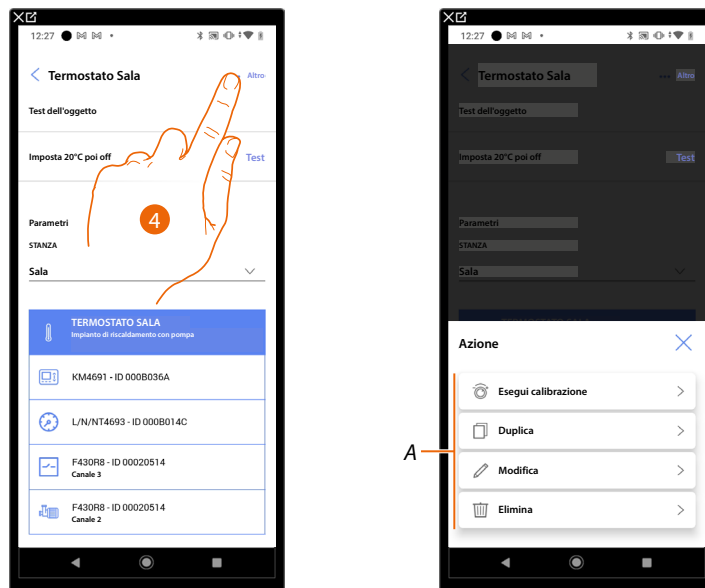 12:27
Termostato Sala
Altro
Test dell'oggetto
Imposta 20°C poi off
Test
4
Parametri
STANZA
Sala
TERMOSTATO SALA
Impianto di riscaldamento con pompa
KM4691 - ID 000B036A
L/N/NT4693 - ID 000B014C
F430R8 - ID 00020514
Canale 3
F430R8 - ID 00020514
Canale 2
12:27
Termostato Sala
... Altro
Test dell'oggetto
Imposta 20°C poi off
Test
Parametri
STANZA
Sala
Azione
A
Esegui calibrazione
Duplica
Modifica
Elimina